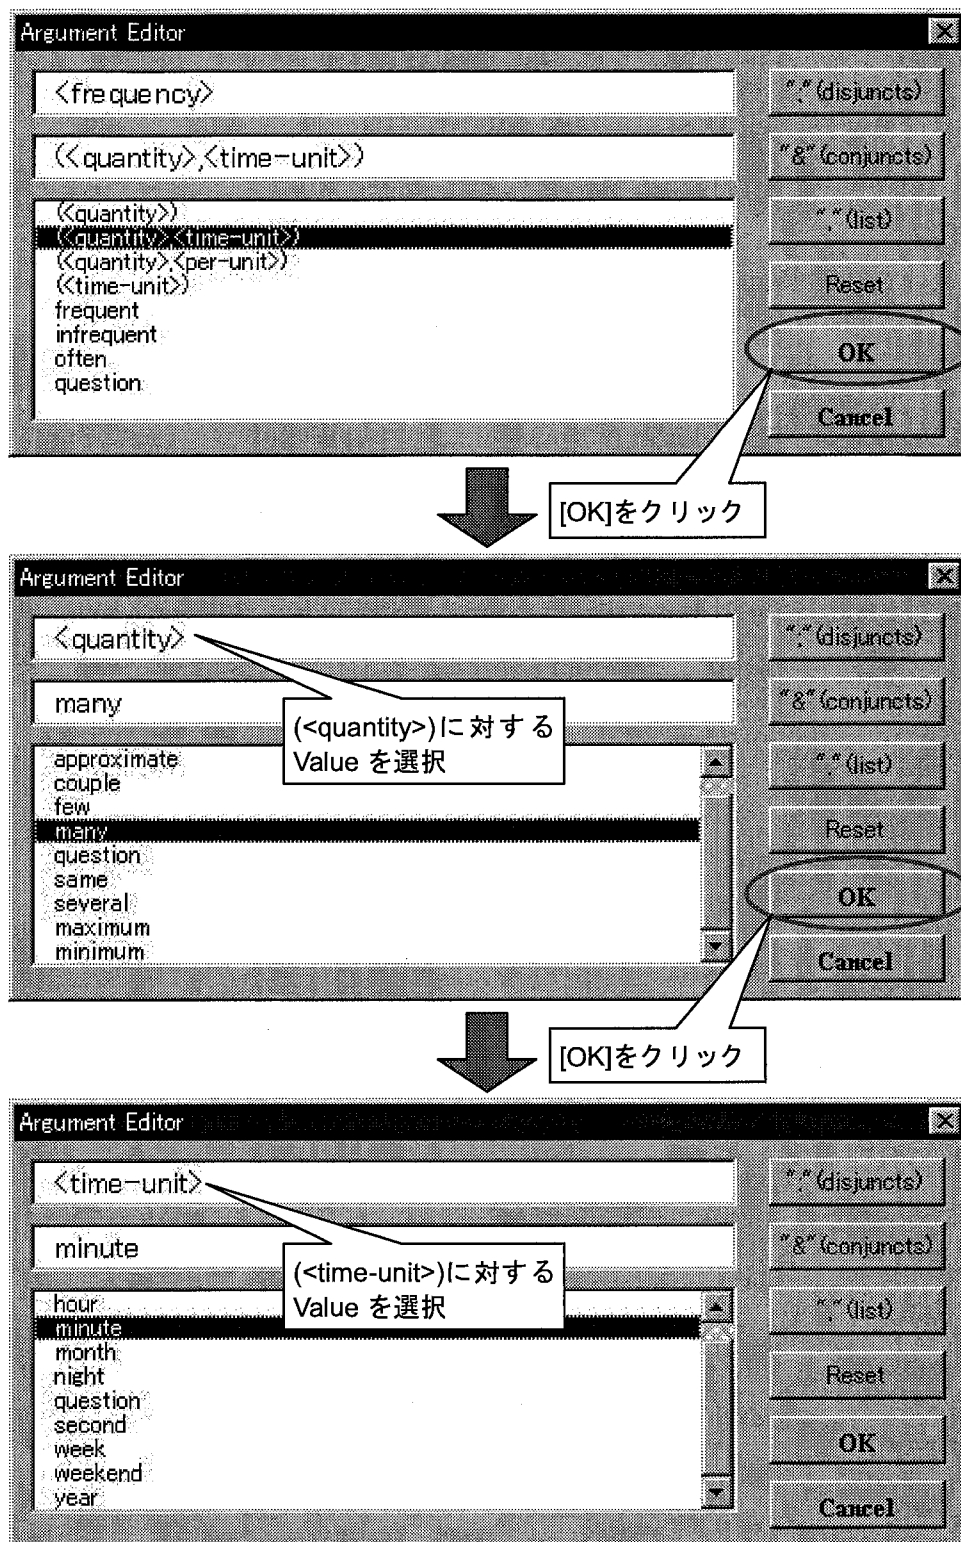 Argument Editor
<frequency>
";"(disjuncts)
(<quantity>,<time-unit>)
"&"(conjuncts)
(<quantity>)
(<quantity>,<time-unit>)
(<quantity>,<per-unit>)
(<time-unit>)
frequent
infrequent
often
question
","(list)
Reset
OK
Cancel
[OK]をクリック
Argument Editor
<quantity>
";"(disjuncts)
many
"&"(conjuncts)
(<quantity>)に対する
Value を選択
approximate
couple
few
many
question
same
several
maximum
minimum
","(list)
Reset
OK
Cancel
[OK]をクリック
Argument Editor
<time-unit>
";"(disjuncts)
minute
"&"(conjuncts)
(<time-unit>)に対する
Value を選択
hour
minute
month
night
question
second
week
weekend
year
","(list)
Reset
OK
Cancel